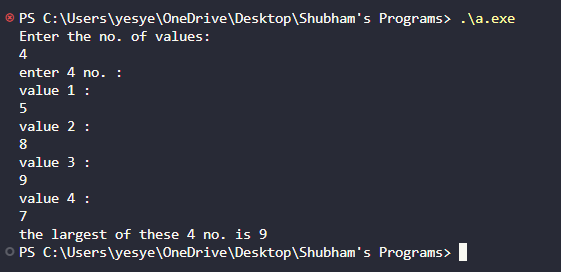 PS C:\Users\yesye\OneDrive\Desktop\Shubham's Programs> .\a.exe
Enter the no. of values:
4
enter 4 no. :
value 1 :
5
value 2 :
8
value 3 :
9
value 4 :
7
the largest of these 4 no. is 9
PS C:\Users\yesye\OneDrive\Desktop\Shubham's Programs>